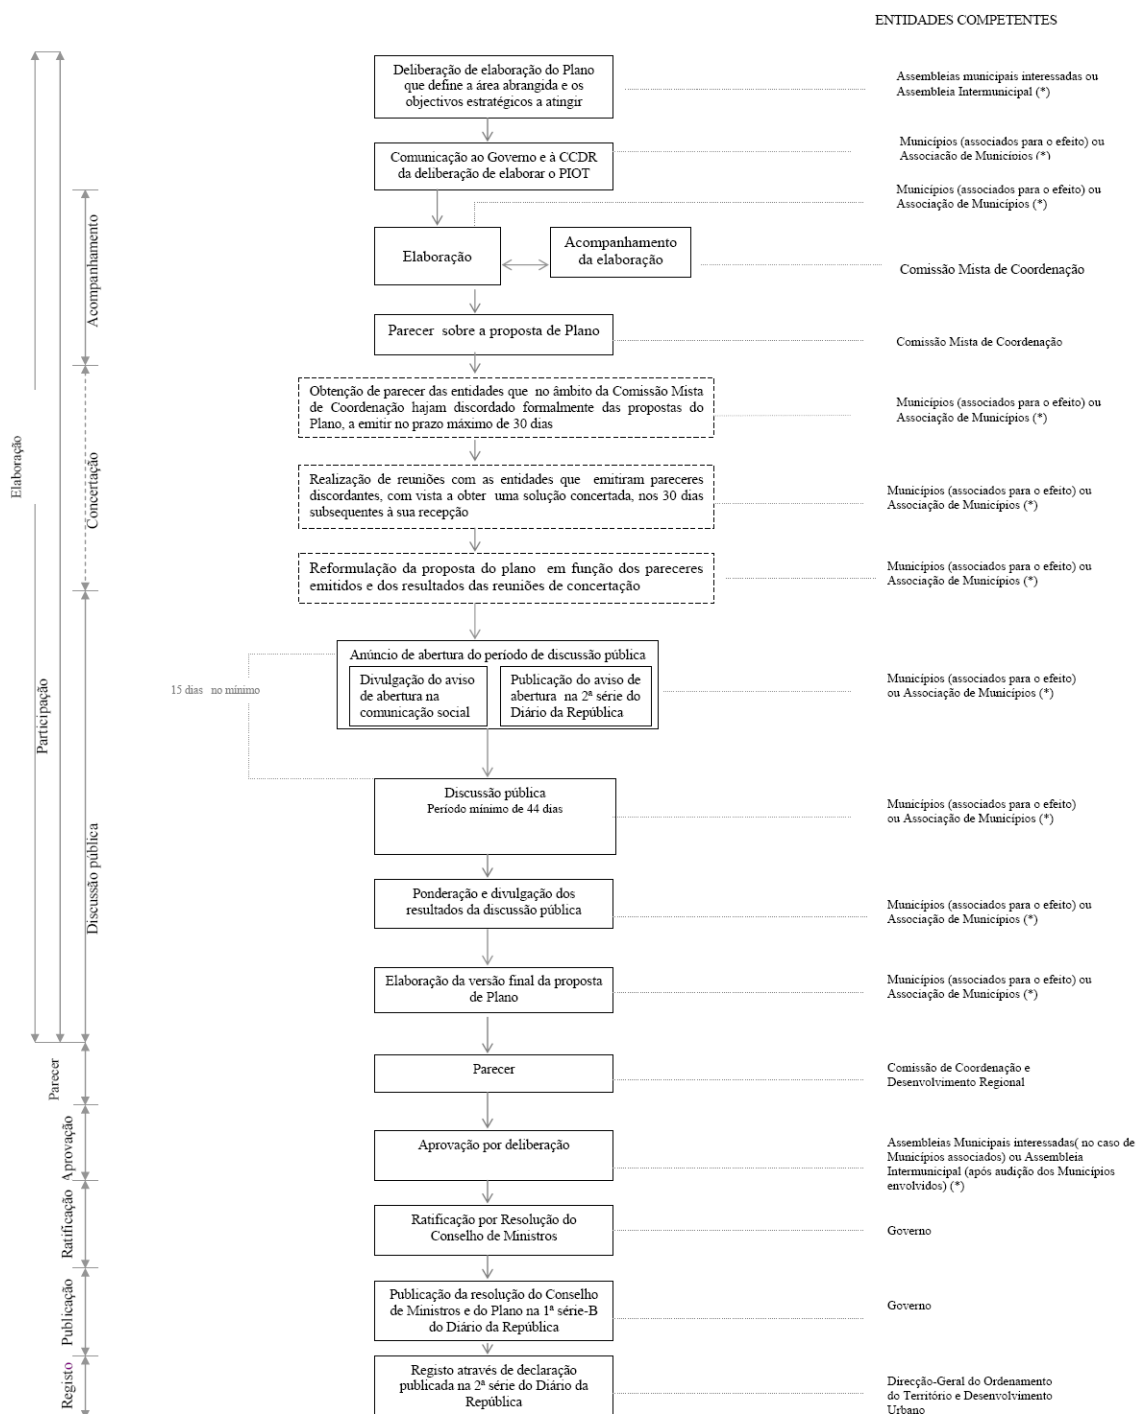 ENTIDADES COMPETENTES
Deliberação de elaboração do Plano
que define a área abrangida e os
objectivos estratégicos a atingir
Assembleias municipais interessadas ou
Assembleia Intermunicipal (*)
Comunicação ao Governo e à CCDR
da deliberação de elaborar o PIOT
Municípios (associados para o efeito) ou
Associação de Municípios (*)
Municípios (associados para o efeito) ou
Associação de Municípios (*)
Acompanhamento
Elaboração
Acompanhamento
da elaboração
Comissão Mista de Coordenação
Parecer sobre a proposta de Plano
Comissão Mista de Coordenação
Obtenção de parecer das entidades que no âmbito da Comissão Mista
de Coordenação hajam discordado formalmente das propostas do
Plano, a emitir no prazo máximo de 30 dias
Municípios (associados para o efeito) ou
Associação de Municípios (*)
Elaboração
Concertação
Realização de reuniões com as entidades que emitiram pareceres
discordantes, com vista a obter uma solução concertada, nos 30 dias
subsequentes à sua recepção
Municípios (associados para o efeito) ou
Associação de Municípios (*)
Reformulação da proposta do plano em função dos pareceres
emitidos e dos resultados das reuniões de concertação
Municípios (associados para o efeito) ou
Associação de Municípios (*)
Participação
15 dias no mínimo
Anúncio de abertura do período de discussão pública
Divulgação do aviso
de abertura na
comunicação social
Publicação do aviso de
abertura na 2ª série do
Diário da República
Municípios (associados para o efeito)
ou Associação de Municípios (*)
Discussão pública
Discussão pública
Período mínimo de 44 dias
Municípios (associados para o efeito)
ou Associação de Municípios (*)
Ponderação e divulgação dos
resultados da discussão pública
Municípios (associados para o efeito) ou
Associação de Municípios (*)
Elaboração da versão final da proposta
de Plano
Municípios (associados para o efeito) ou
Associação de Municípios (*)
Parecer
Parecer
Comissão de Coordenação e
Desenvolvimento Regional
Aprovação
Aprovação por deliberação
Assembleias Municipais interessadas( no caso de
Municípios associados) ou Assembleia
Intermunicipal (após audição dos Municípios
envolvidos) (*)
Ratificação
Ratificação por Resolução do
Conselho de Ministros
Governo
Publicação
Publicação da resolução do Conselho
de Ministros e do Plano na 1ª série-B
do Diário da República
Governo
Registo
Registo através de declaração
publicada na 2ª série do Diário da
República
Direcção-Geral do Ordenamento
do Território e Desenvolvimento
Urbano